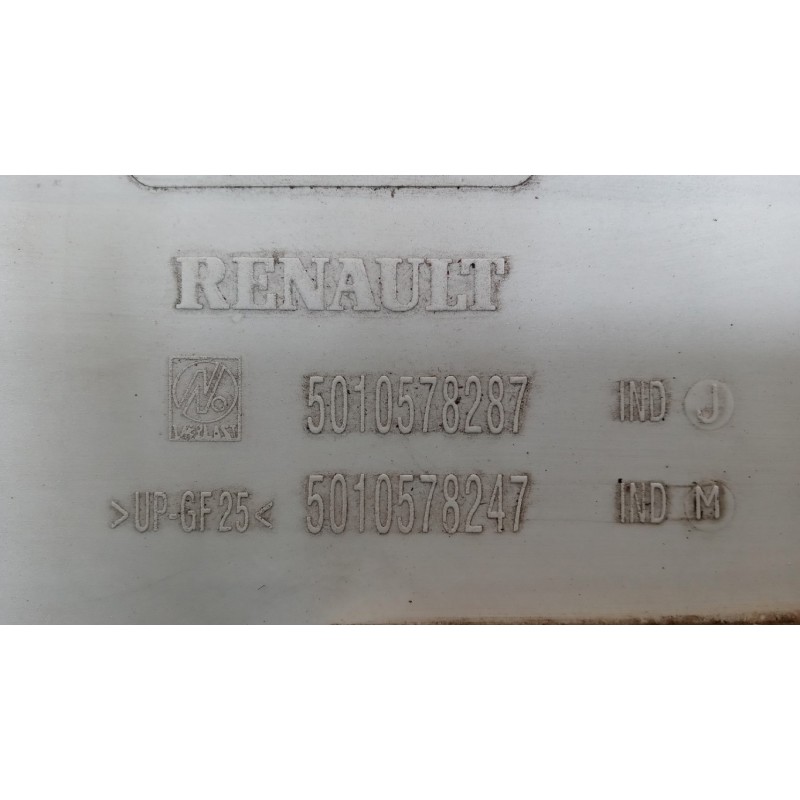 RENAULT
5010578287 IND J
>UP-GF25< 5010578247 IND M